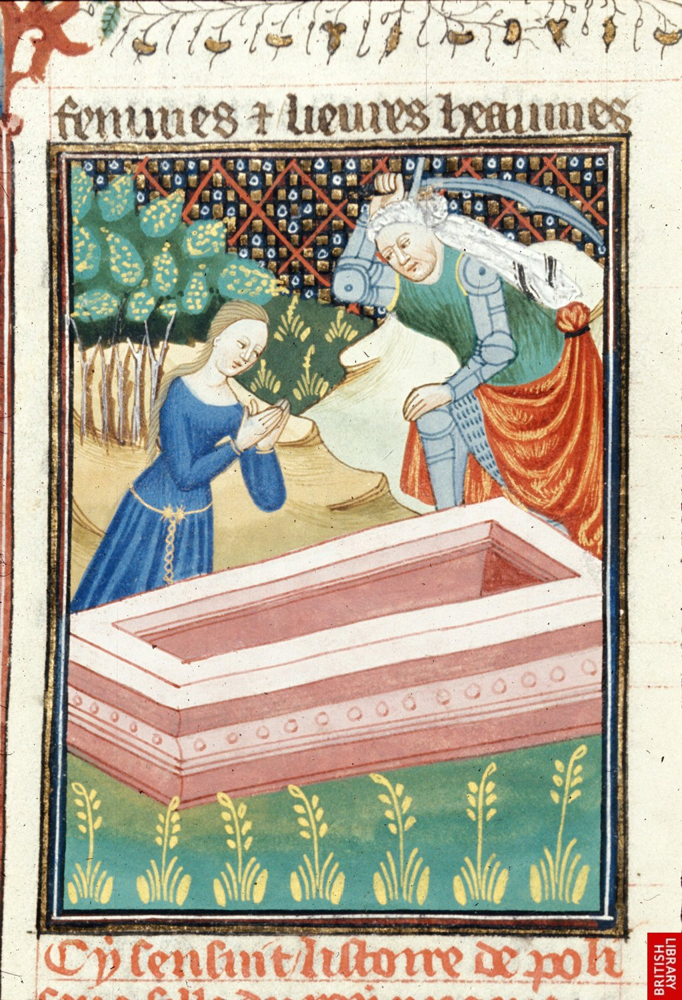 femmes & lieures heaumes
Cy sensuit listoire de poli
BRITISH
LIBRARY